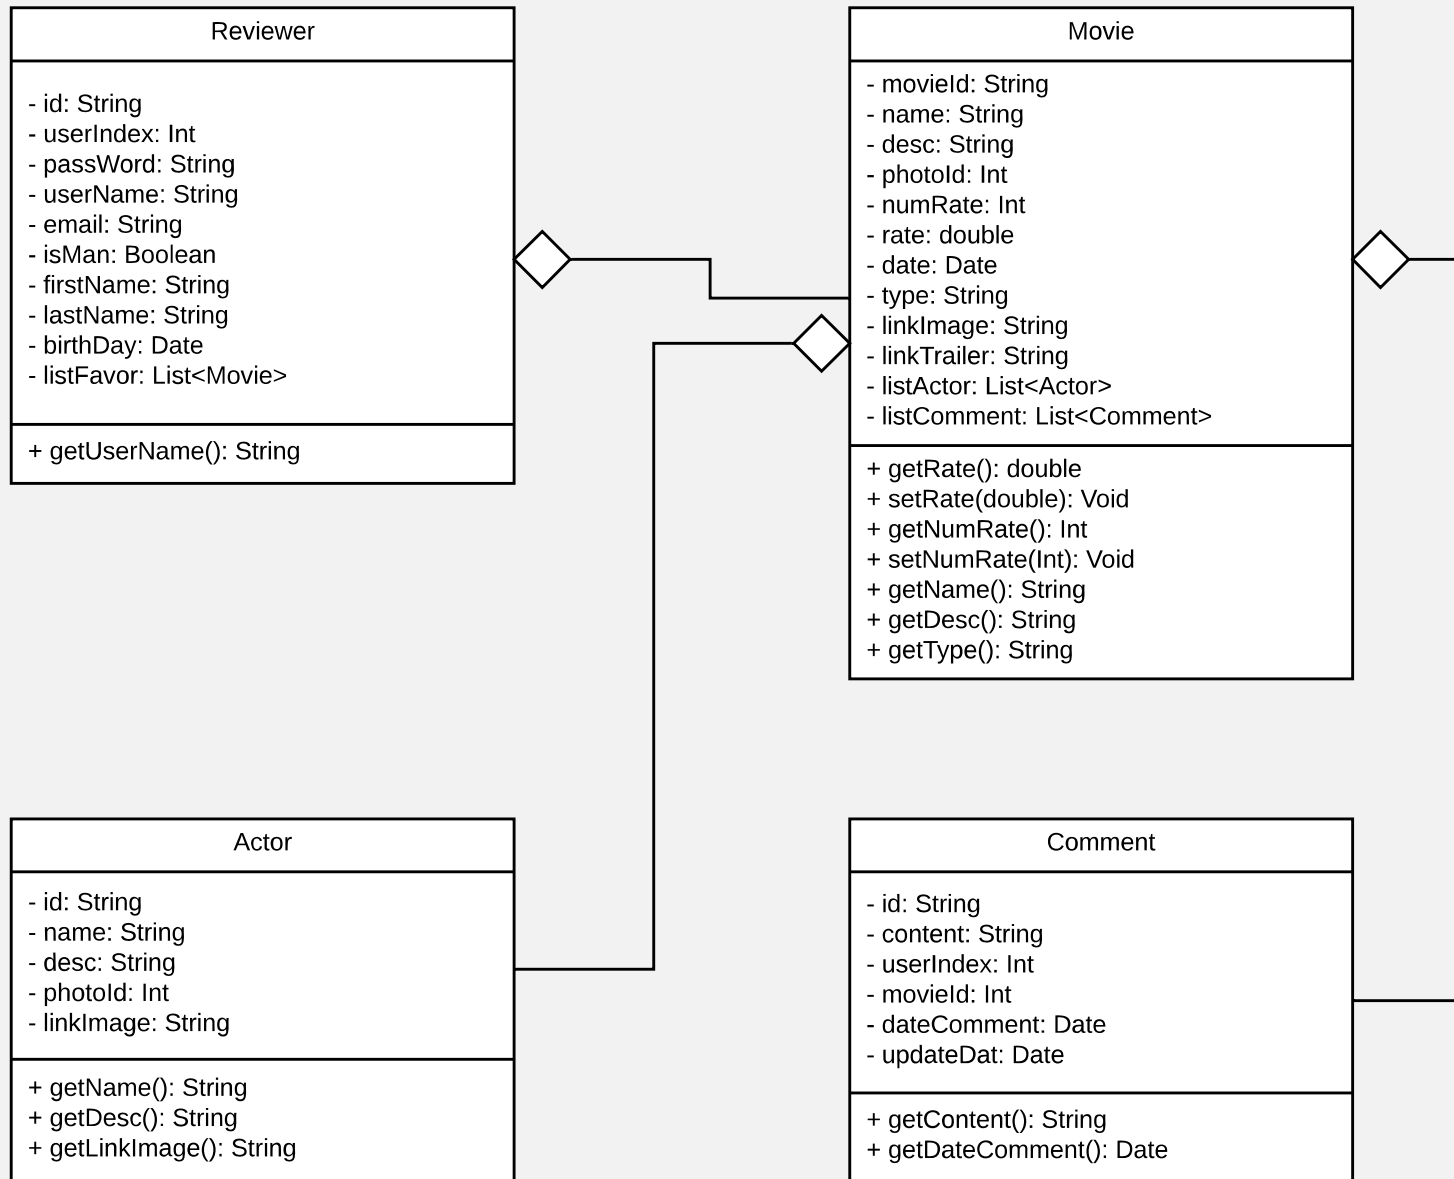 Reviewer
- id: String
- userIndex: Int
- passWord: String
- userName: String
- email: String
- isMan: Boolean
- firstName: String
- lastName: String
- birthDay: Date
- listFavor: List<Movie>
+ getUserName(): String
Movie
- movieId: String
- name: String
- desc: String
- photoId: Int
- numRate: Int
- rate: double
- date: Date
- type: String
- linkImage: String
- linkTrailer: String
- listActor: List<Actor>
- listComment: List<Comment>
+ getRate(): double
+ setRate(double): Void
+ getNumRate(): Int
+ setNumRate(Int): Void
+ getName(): String
+ getDesc(): String
+ getType(): String
Actor
- id: String
- name: String
- desc: String
- photoId: Int
- linkImage: String
+ getName(): String
+ getDesc(): String
+ getLinkImage(): String
Comment
- id: String
- content: String
- userIndex: Int
- movieId: Int
- dateComment: Date
- updateDat: Date
+ getContent(): String
+ getDateComment(): Date